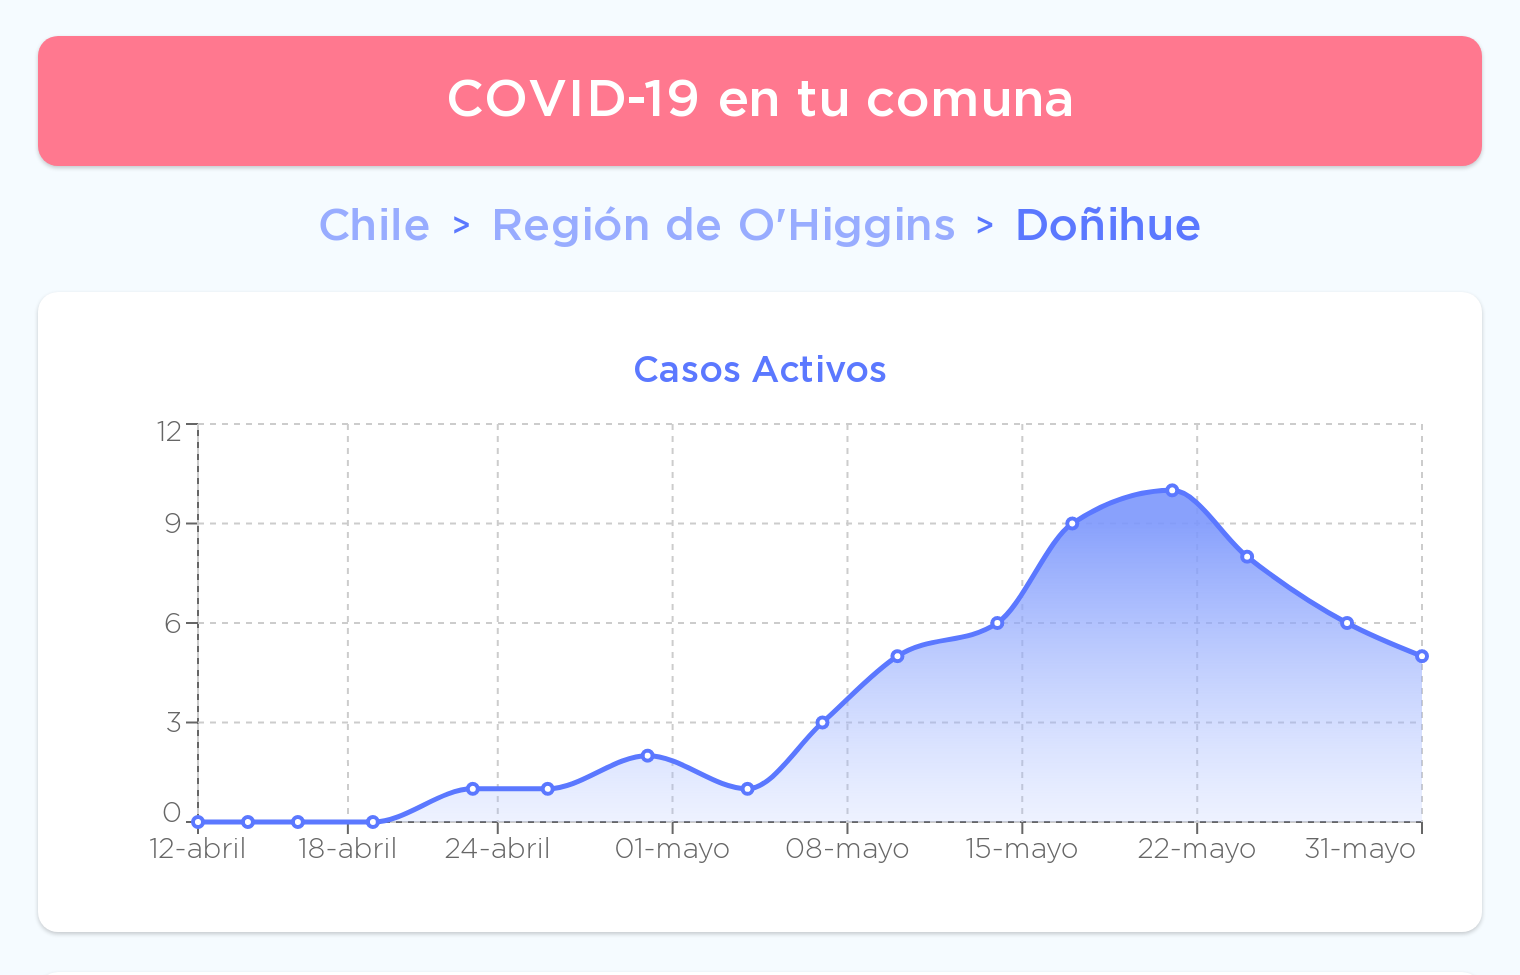 COVID-19 en tu comuna
Chile > Región de O'Higgins > Doñihue
Casos Activos
12
9
6
3
0
12-abril 18-abril 24-abril 01-mayo 08-mayo 15-mayo 22-mayo 31-mayo